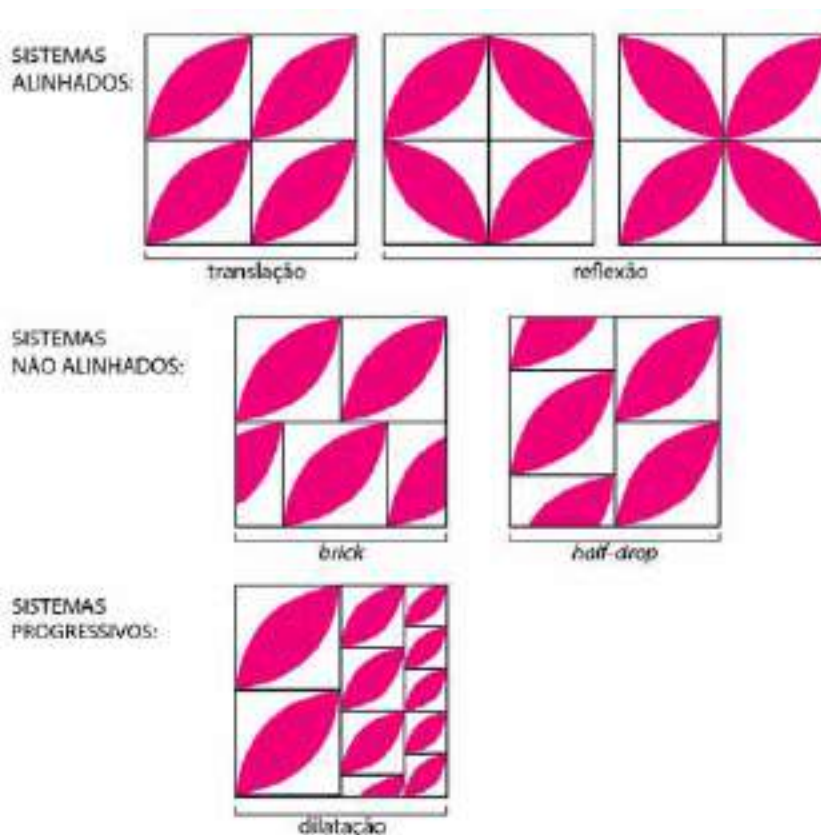 SISTEMAS
ALINHADOS:
translação
reflexão
SISTEMAS
NÃO ALINHADOS:
brick
half-drop
SISTEMAS
PROGRESSIVOS:
dilatação